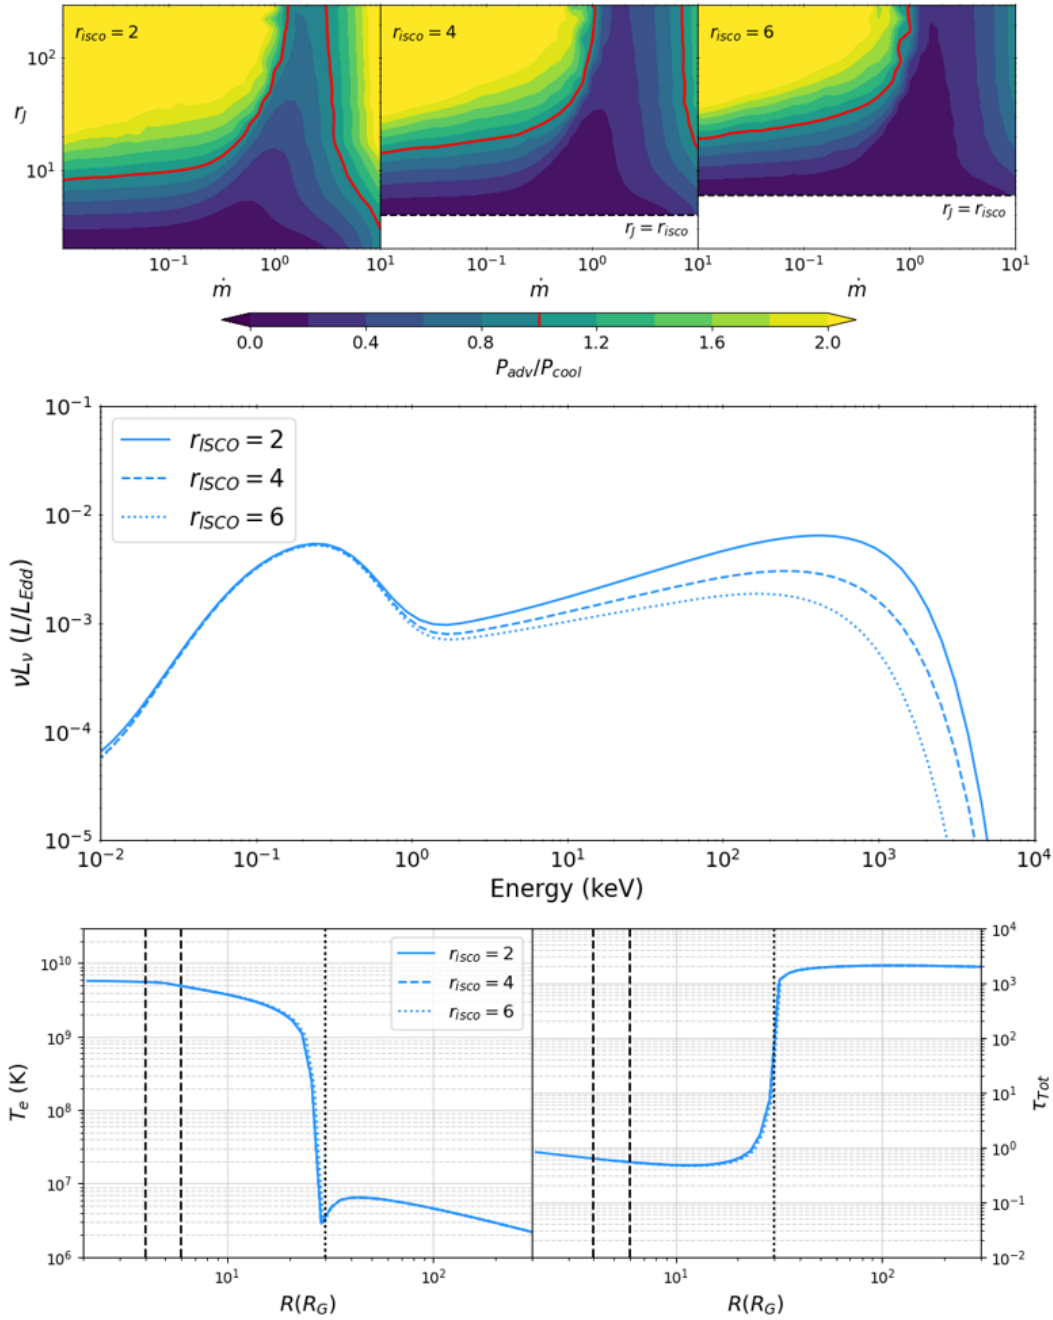 r_isco = 2
r_isco = 4
r_isco = 6
10^2
r_J
10^1
r_J = r_isco
r_J = r_isco
10^-1 10^0 10^1 10^-1 10^0 10^1 10^-1 10^0 10^1
ṁ ṁ ṁ
0.0 0.4 0.8 1.2 1.6 2.0
P_adv/P_cool
10^-1
r_ISCO = 2
r_ISCO = 4
r_ISCO = 6
10^-2
νL_ν (L/L_Edd)
10^-3
10^-4
10^-5
10^-2 10^-1 10^0 10^1 10^2 10^3 10^4
Energy (keV)
r_isco = 2
r_isco = 4
r_isco = 6
10^10
10^9
T_e (K)
10^8
10^7
10^6
10^1 10^2
R(R_G)
10^4
10^3
10^2
10^1
τ_Tot
10^0
10^-1
10^-2
10^1 10^2
R(R_G)